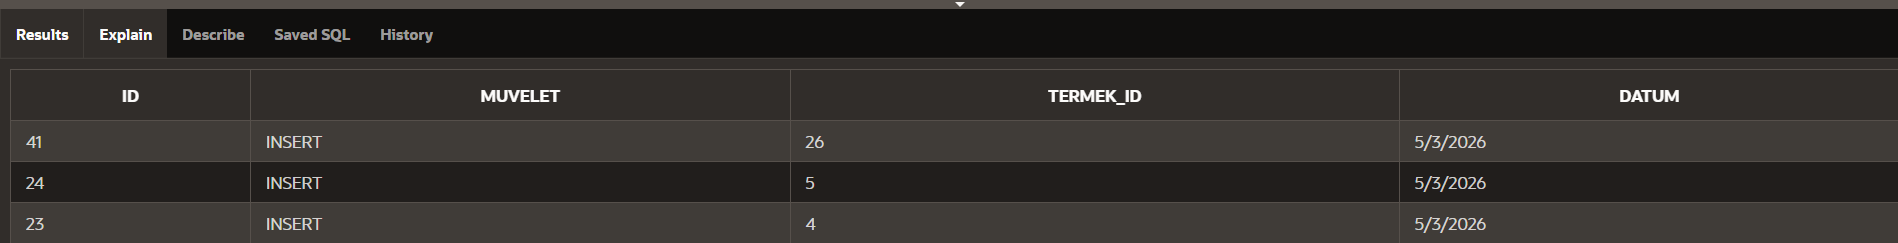 Results Explain Describe Saved SQL History
ID MUVELET TERMEK_ID DATUM
41 INSERT 26 5/3/2026
24 INSERT 5 5/3/2026
23 INSERT 4 5/3/2026